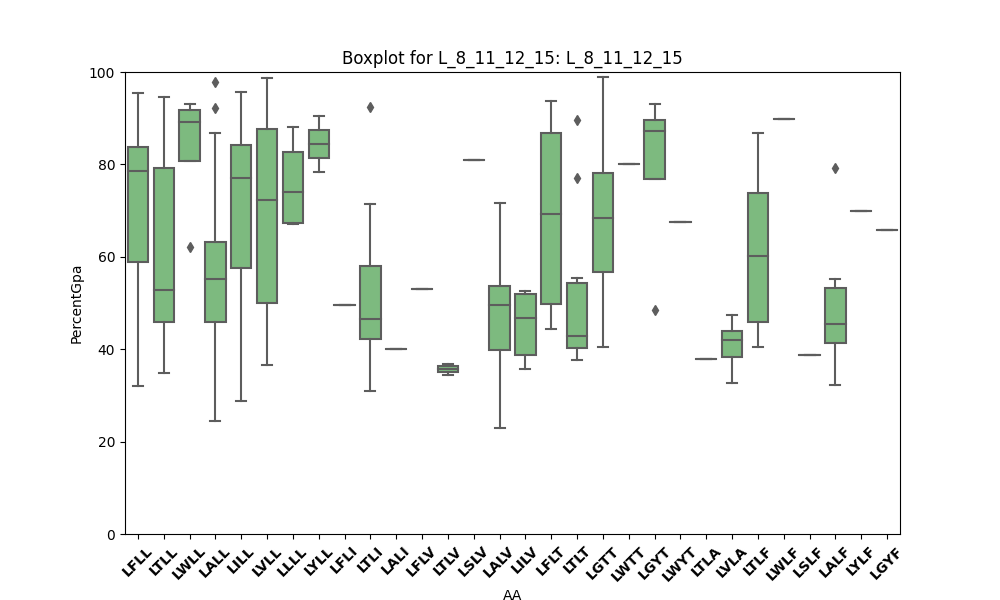 Boxplot for L_8_11_12_15: L_8_11_12_15
PercentGpa
100
80
60
40
20
0
LFLL LTLL LWLL LALL LILL LVLL LLLL LYLL LFLI LTLI LALI LFLV LTLV LSLV LALV LILV LFLT LTLT LGTT LWTT LGYT LWYT LTLA LVLA LTLF LWLF LSLF LALF LYLF LGYF
AA